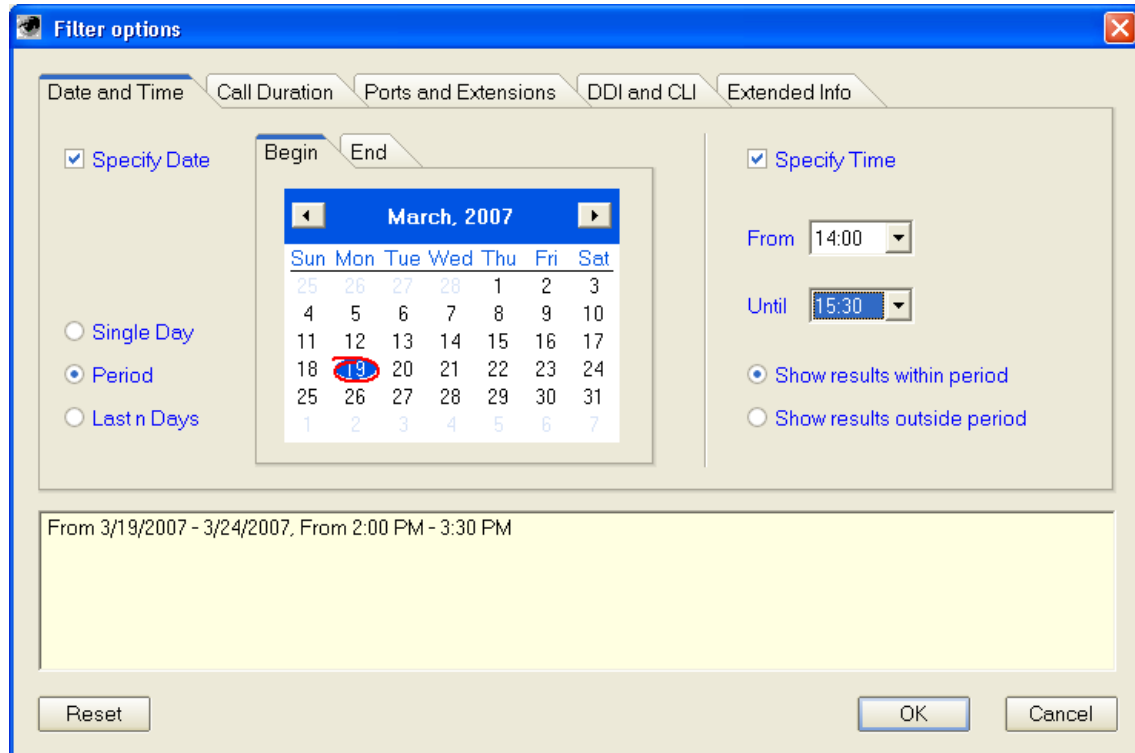 Filter options
Date and Time Call Duration Ports and Extensions DDI and CLI Extended Info
Specify Date
Begin End
March, 2007
Sun Mon Tue Wed Thu Fri Sat
25 26 27 28 1 2 3
4 5 6 7 8 9 10
11 12 13 14 15 16 17
18 19 20 21 22 23 24
25 26 27 28 29 30 31
1 2 3 4 5 6 7
Single Day
Period
Last n Days
Specify Time
From 14:00
Until 15:30
Show results within period
Show results outside period
From 3/19/2007 - 3/24/2007, From 2:00 PM - 3:30 PM
Reset OK Cancel